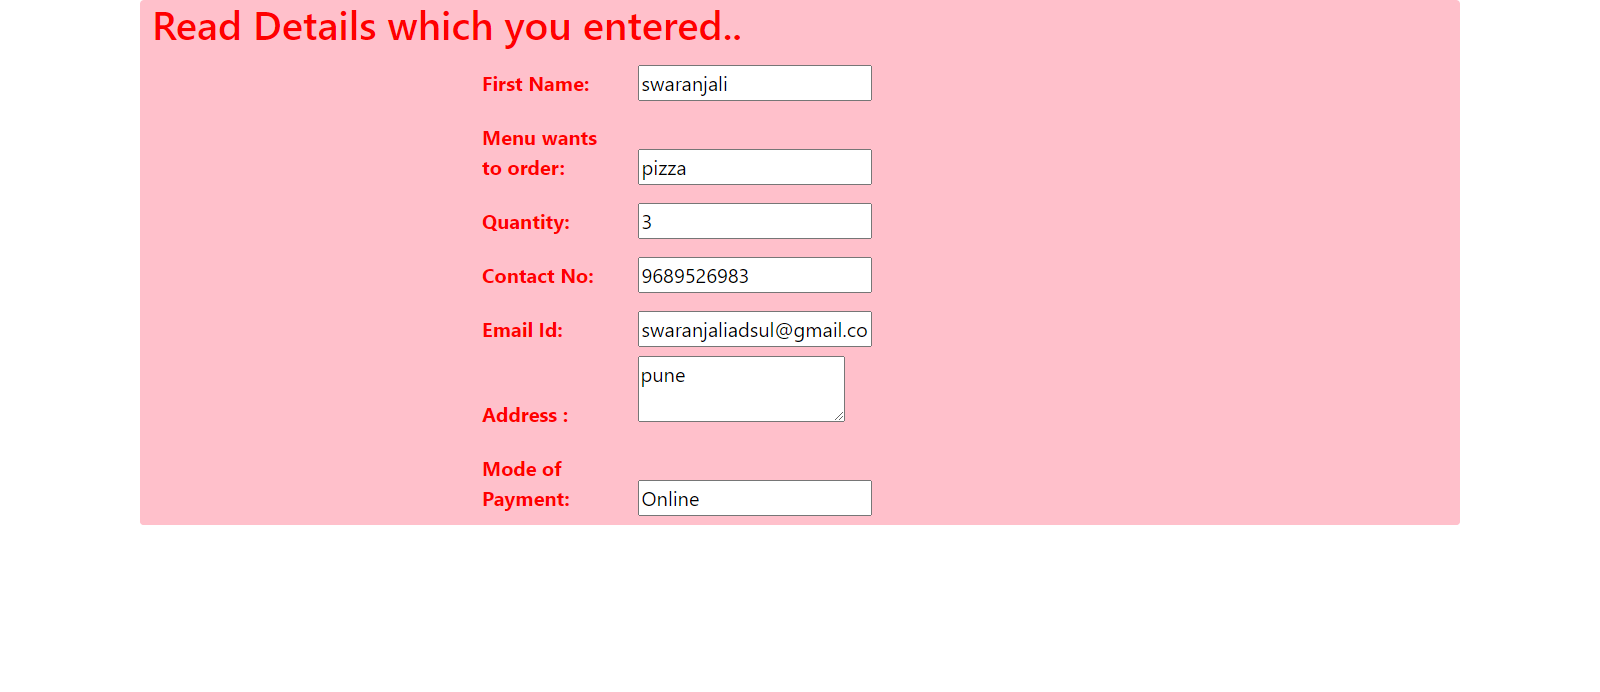 Read Details which you entered..
First Name: swaranjali
Menu wants
to order: pizza
Quantity: 3
Contact No: 9689526983
Email Id: swaranjaliadsul@gmail.co
pune
Address :
Mode of
Payment: Online